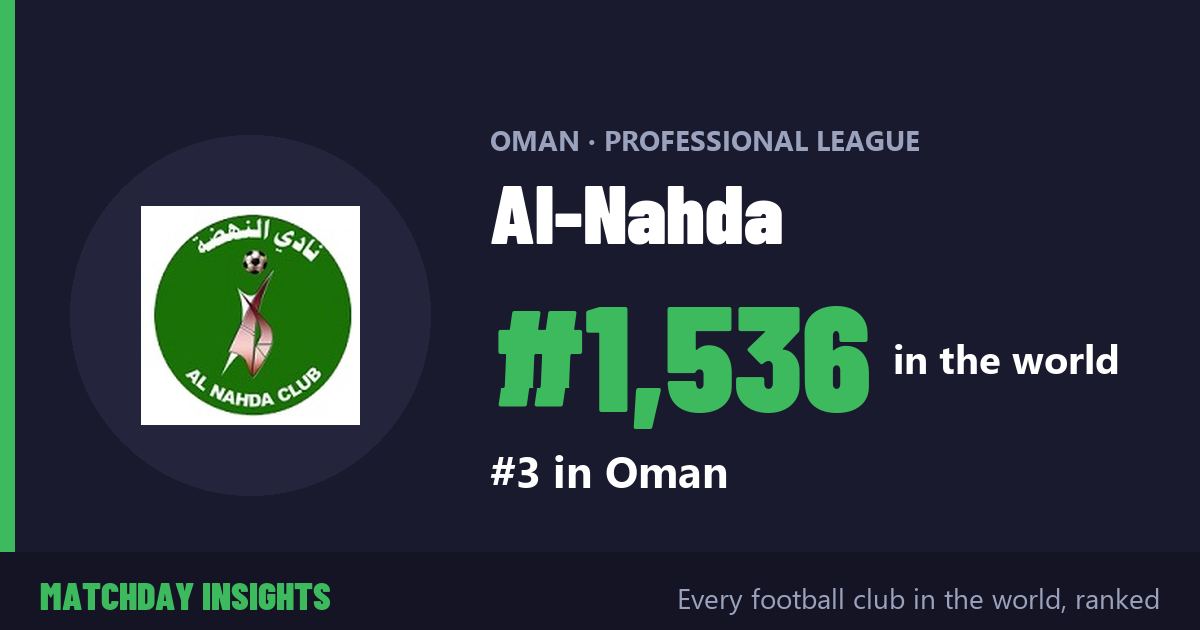 OMAN · PROFESSIONAL LEAGUE
Al-Nahda
نادي النهضة
AL NAHDA CLUB
#1,536 in the world
#3 in Oman
MATCHDAY INSIGHTS
Every football club in the world, ranked